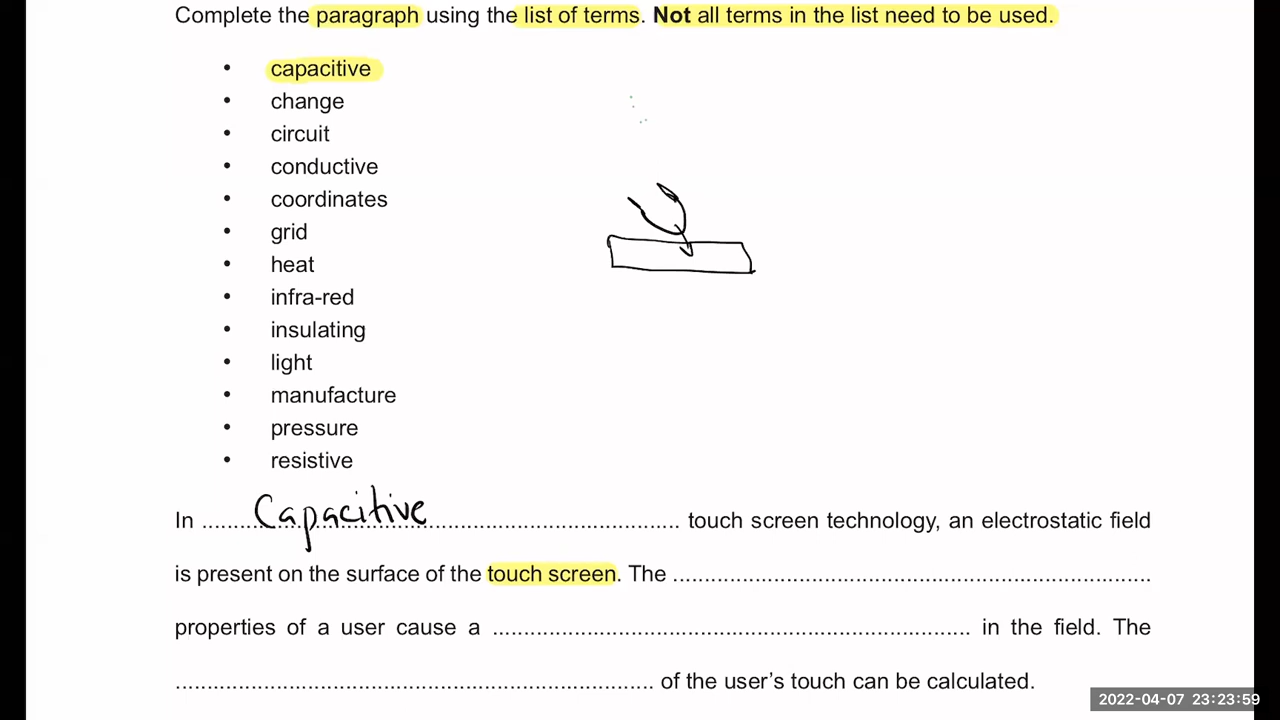 Complete the paragraph using the list of terms. Not all terms in the list need to be used.
• capacitive
• change
• circuit
• conductive
• coordinates
• grid
• heat
• infra-red
• insulating
• light
• manufacture
• pressure
• resistive
In ........Capacitive........................................ touch screen technology, an electrostatic field
is present on the surface of the touch screen. The .............................................................................
properties of a user cause a ............................................................................. in the field. The
............................................................................. of the user's touch can be calculated.
2022-04-07 23:23:59